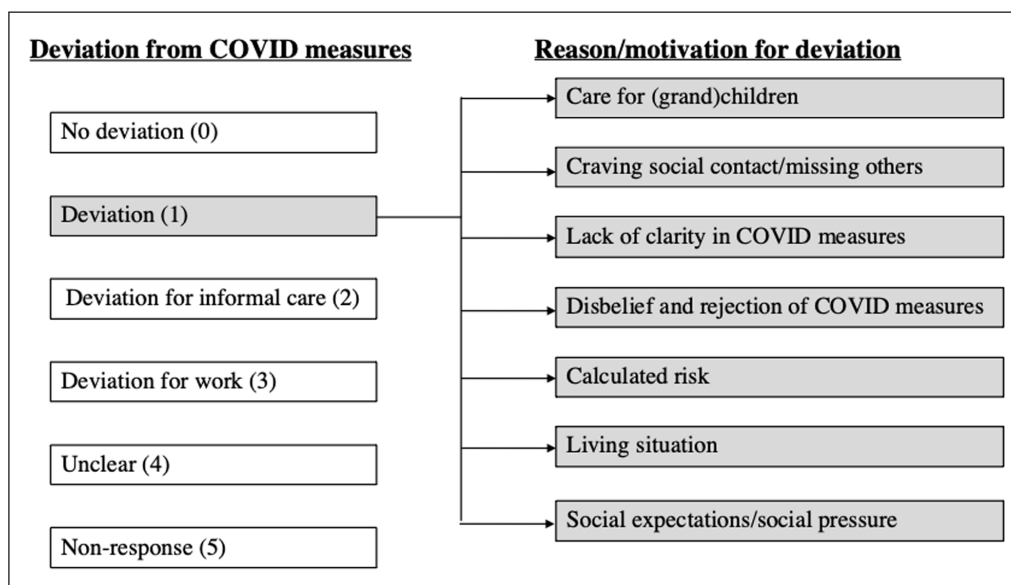 Deviation from COVID measures
No deviation (0)
Deviation (1)
Deviation for informal care (2)
Deviation for work (3)
Unclear (4)
Non-response (5)
Reason/motivation for deviation
Care for (grand)children
Craving social contact/missing others
Lack of clarity in COVID measures
Disbelief and rejection of COVID measures
Calculated risk
Living situation
Social expectations/social pressure